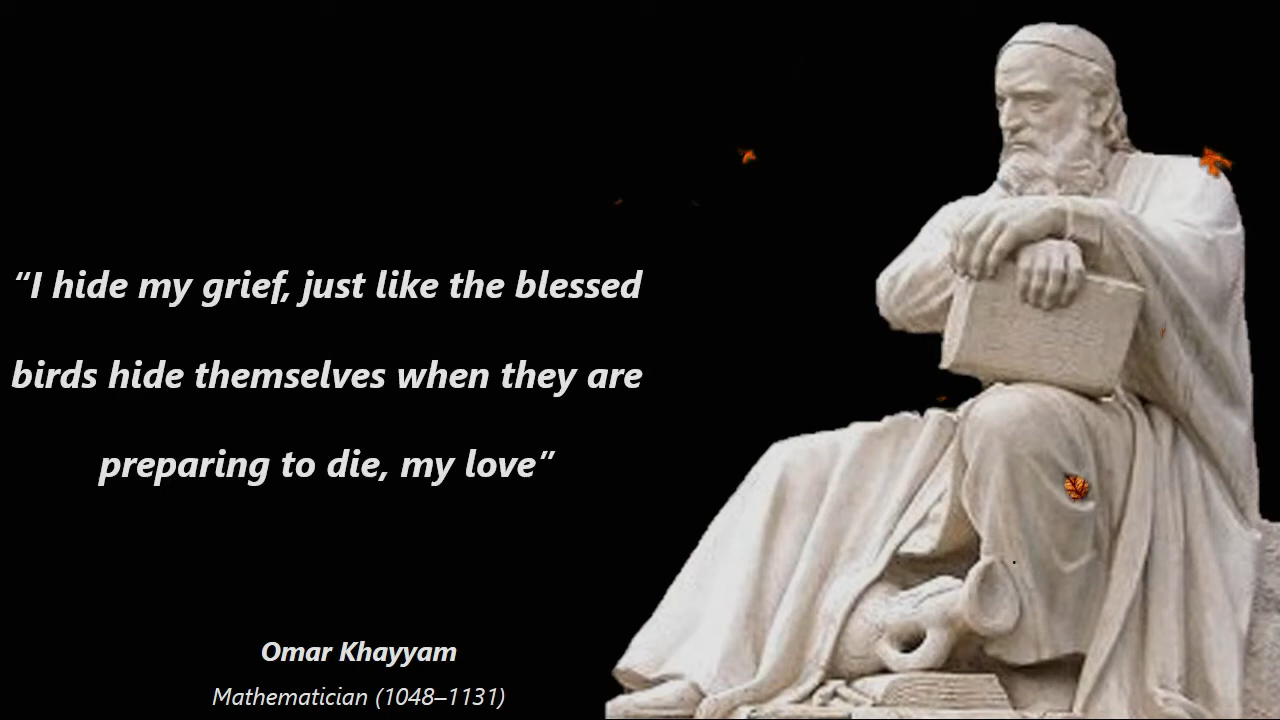 “I hide my grief, just like the blessed
birds hide themselves when they are
preparing to die, my love”
Omar Khayyam
Mathematician (1048–1131)